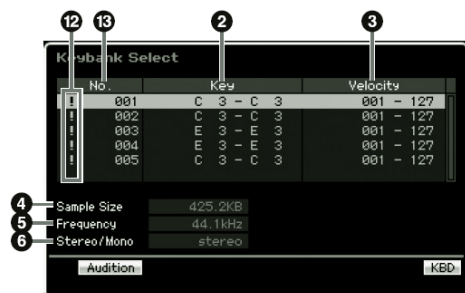 12 13 2 3
Keybank Select
No. Key Velocity
001 C 3 - C 3 001 - 127
002 C 3 - C 3 001 - 127
003 E 3 - E 3 001 - 127
004 E 3 - E 3 001 - 127
005 C 3 - C 3 001 - 127
4 Sample Size 425.2KB
5 Frequency 44.1kHz
6 Stereo/Mono stereo
Audition KBD